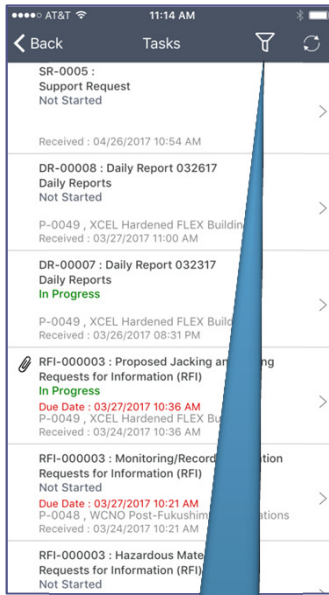 AT&T 11:14 AM
Back Tasks
SR-0005 :
Support Request
Not Started
Received : 04/26/2017 10:54 AM
DR-00008 : Daily Report 032617
Daily Reports
Not Started
P-0049 , XCEL Hardened FLEX Buildin
Received : 03/27/2017 11:00 AM
DR-00007 : Daily Report 032317
Daily Reports
In Progress
P-0049 , XCEL Hardened FLEX Build
Received : 03/26/2017 08:31 PM
RFI-000003 : Proposed Jacking an ng
Requests for Information (RFI)
In Progress
Due Date : 03/27/2017 10:36 AM
P-0049 , XCEL Hardened FLEX Bu
Received : 03/24/2017 10:36 AM
RFI-000003 : Monitoring/Record tion
Requests for Information (RFI)
Not Started
Due Date : 03/27/2017 10:21 AM
P-0048 , WCNO Post-Fukushim ations
Received : 03/24/2017 10:21 AM
RFI-000003 : Hazardous Mate
Requests for Information (RFI)
Not Started